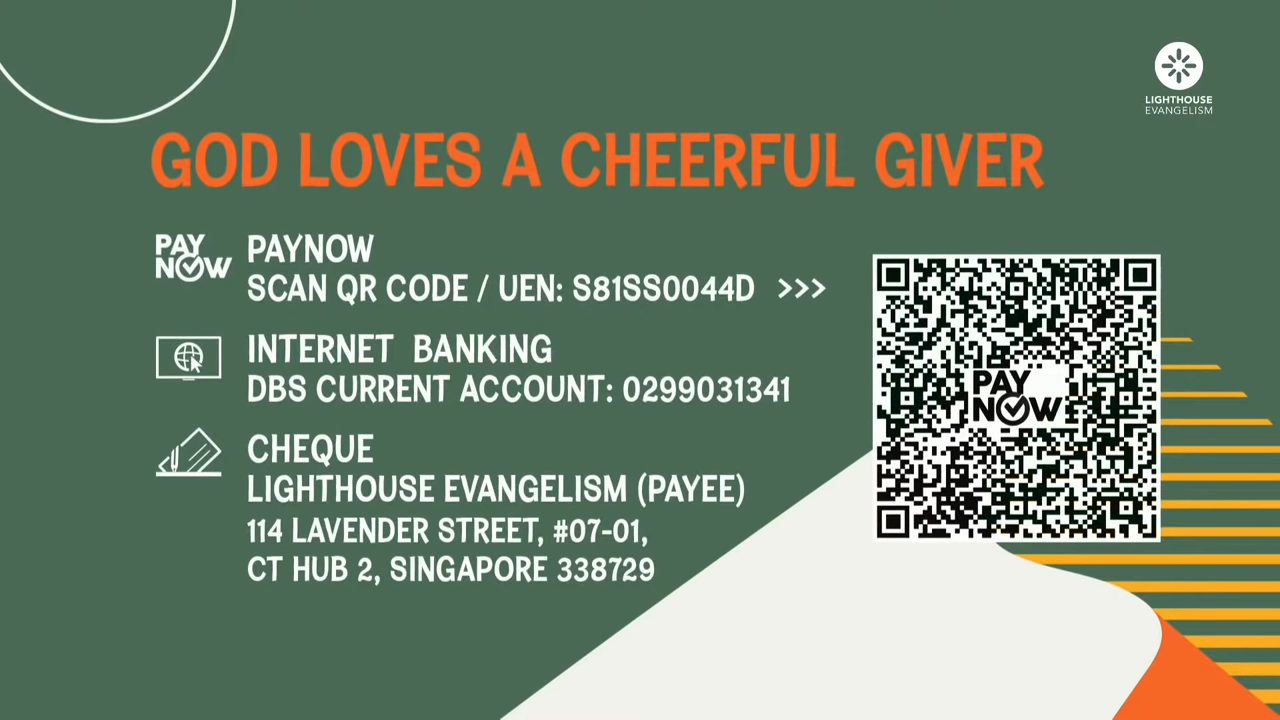 LIGHTHOUSE
EVANGELISM
GOD LOVES A CHEERFUL GIVER
PAY
NOW
PAYNOW
SCAN QR CODE / UEN: S81SS0044D >>>
INTERNET BANKING
DBS CURRENT ACCOUNT: 0299031341
CHEQUE
LIGHTHOUSE EVANGELISM (PAYEE)
114 LAVENDER STREET, #07-01,
CT HUB 2, SINGAPORE 338729
PAY
NOW